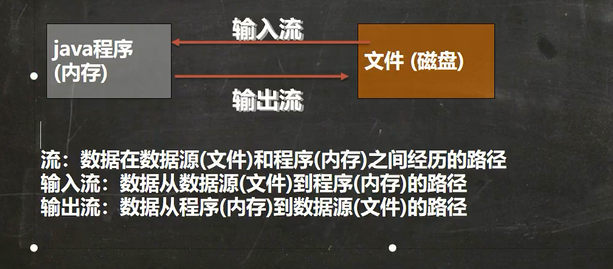 输入流
java程序
(内存)
文件 (磁盘)
输出流
流：数据在数据源(文件)和程序(内存)之间经历的路径
输入流：数据从数据源(文件)到程序(内存)的路径
输出流：数据从程序(内存)到数据源(文件)的路径